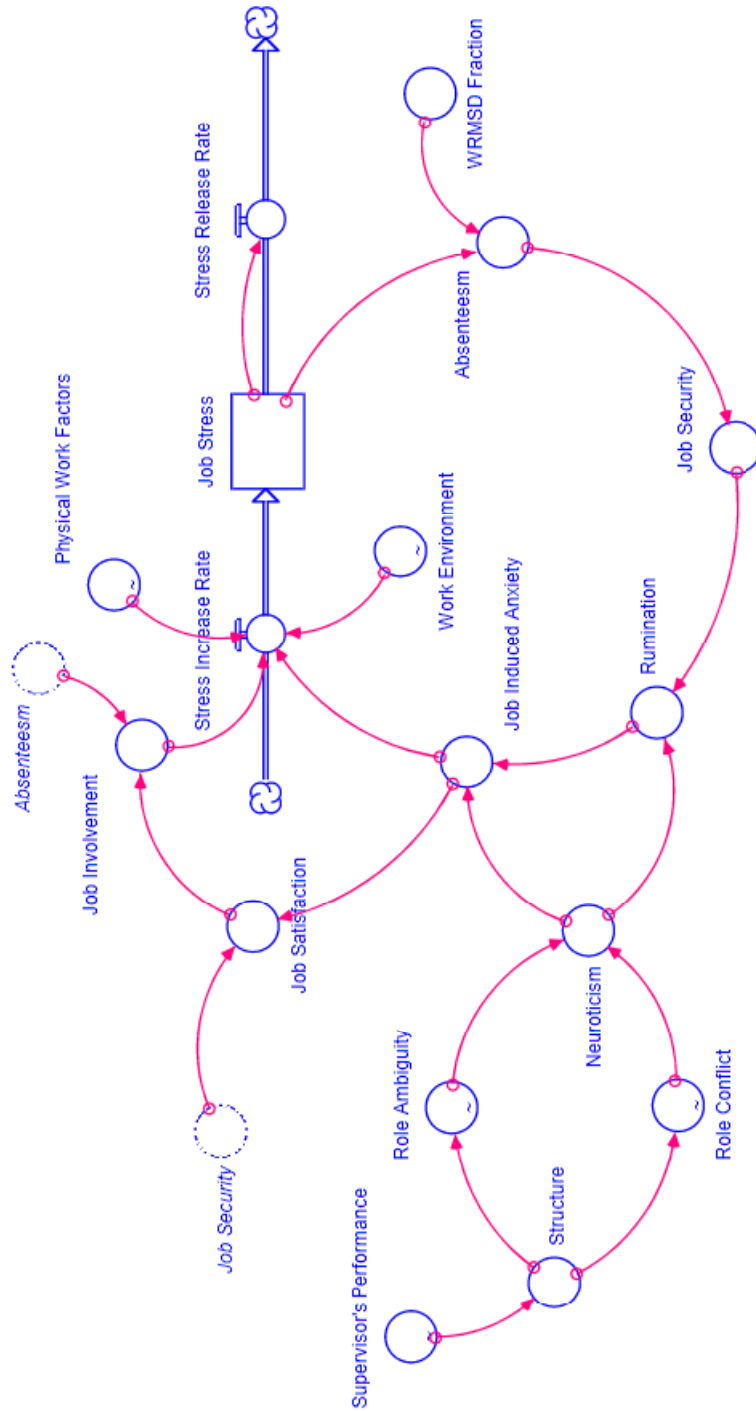 Absenteesm
Physical Work Factors
Job Involvement
Stress Increase Rate
Job Stress
Stress Release Rate
Job Security
Job Satisfaction
Work Environment
WRMSD Fraction
Absenteesm
Job Induced Anxiety
Supervisor's Performance
Role Ambiguity
Structure
Neuroticism
Rumination
Job Security
Role Conflict
~
~
~
~
~